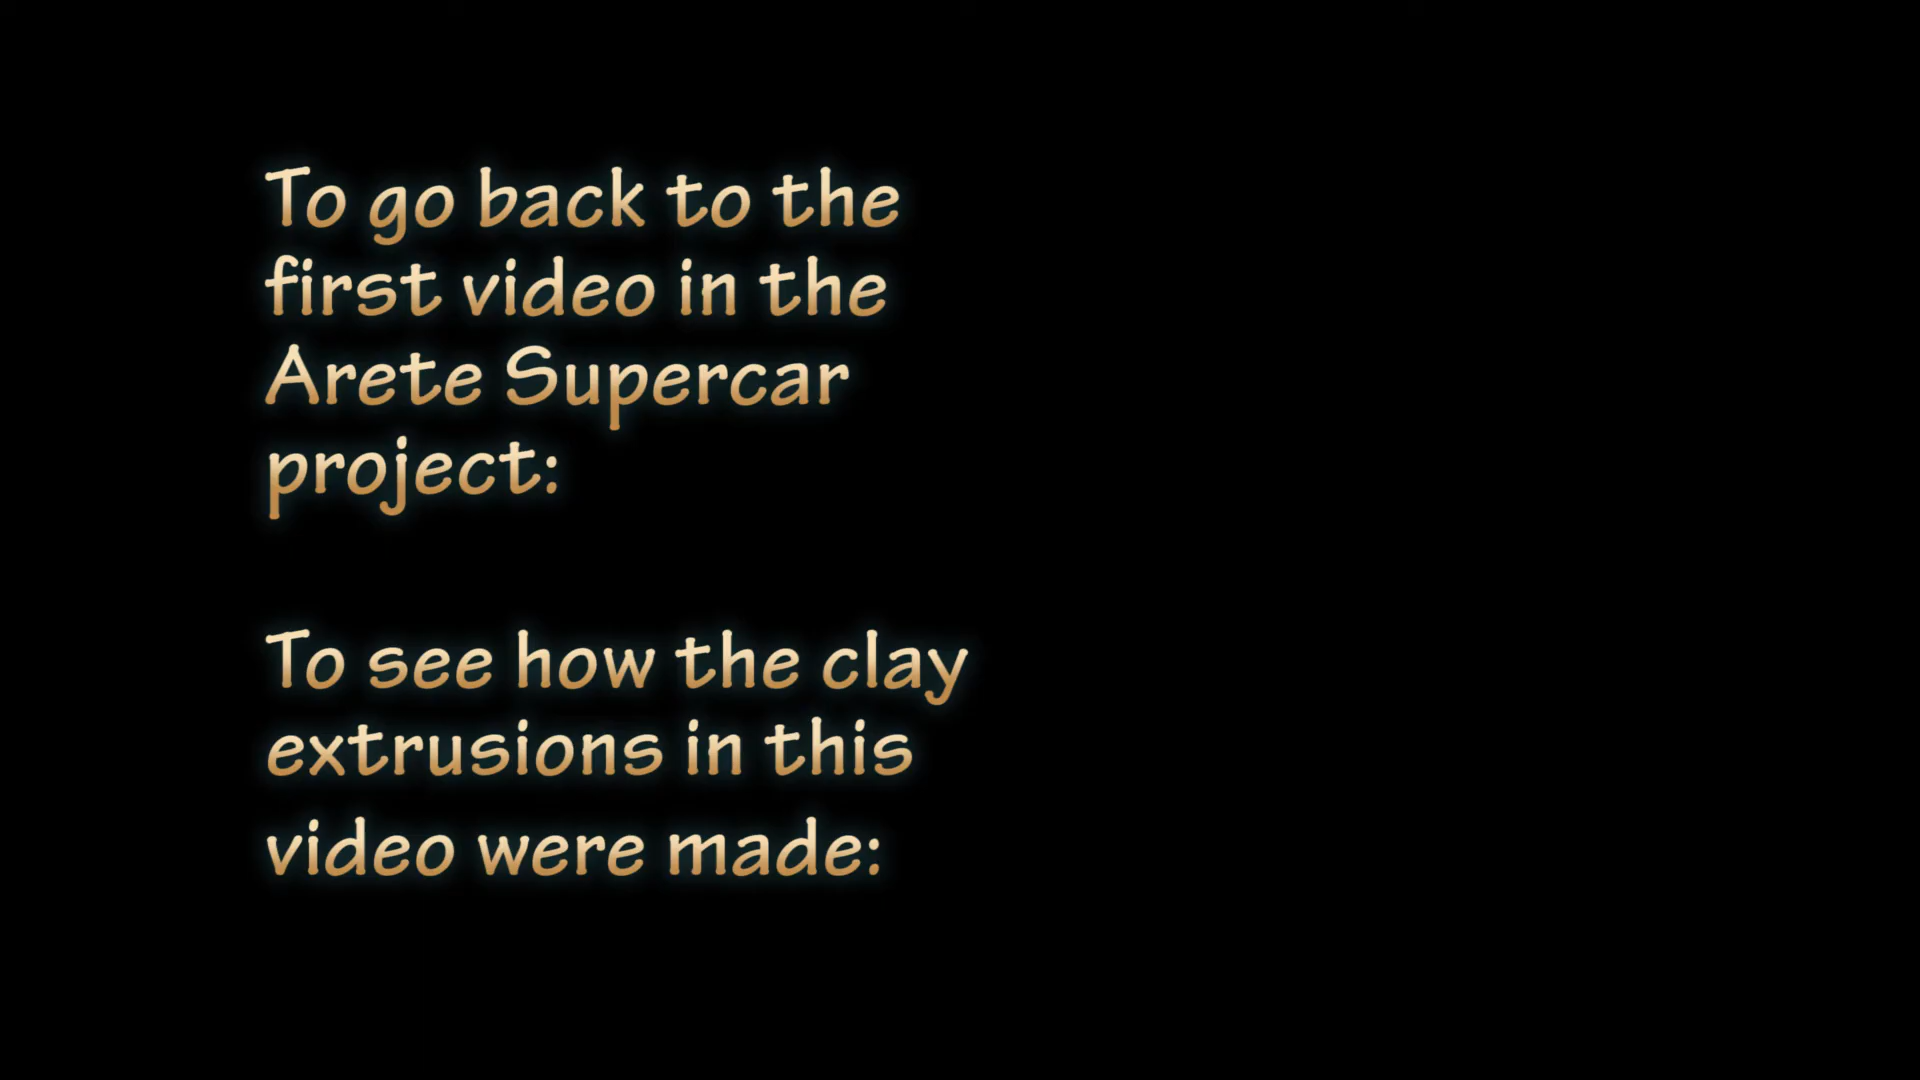 To go back to the
first video in the
Arete Supercar
project:
To see how the clay
extrusions in this
video were made: